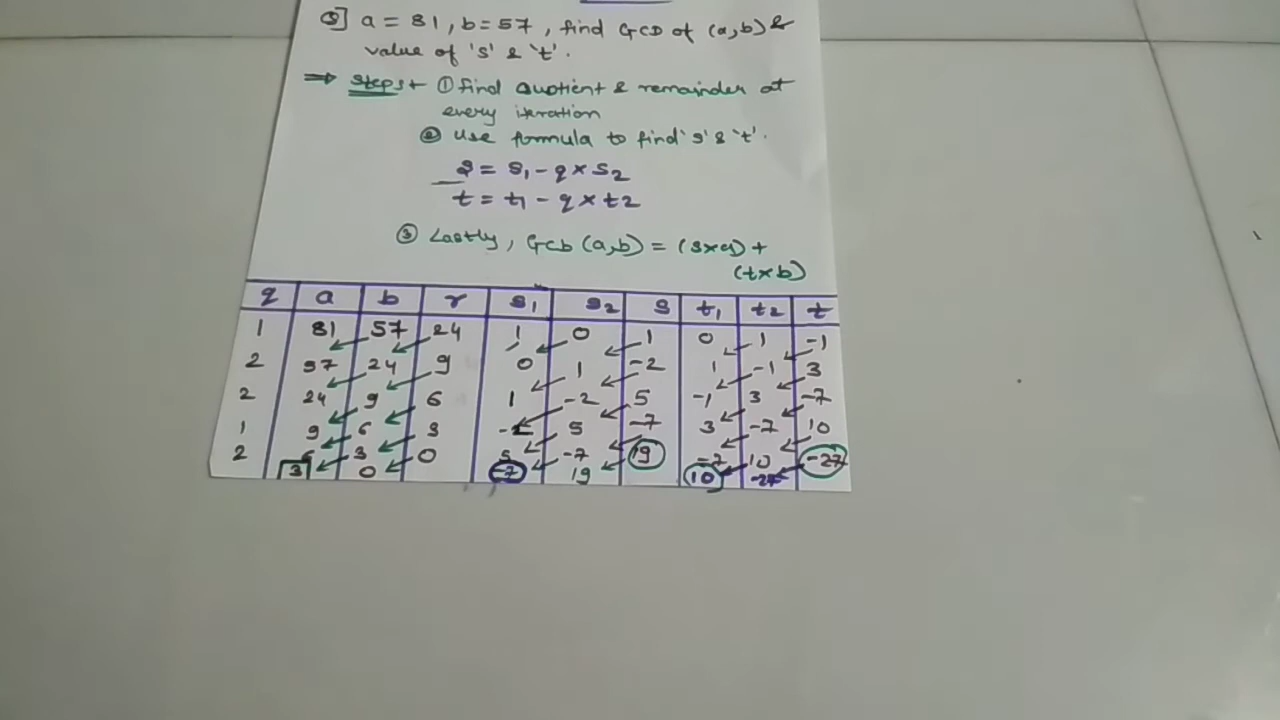 Q] a = 81, b = 57, find GCD of (a,b) &
value of 's' & 't'.
⇒ Steps ① find Quotient & remainder at
every iteration
② Use formula to find 's' & 't'.
s = s1 - q × s2
t = t1 - q × t2
③ Lastly, GCD (a,b) = (s×a) +
(t×b)
q a b r s1 s2 s t1 t2 t
1 81 57 24 1 0 1 0 1 -1
2 57 24 9 0 1 -2 1 -1 3
2 24 9 6 1 -2 5 -1 3 -7
1 9 6 3 -2 5 -7 3 -7 10
2 6 3 0 5 -7 19 -7 10 -27
3 0 -7 19 10 -27